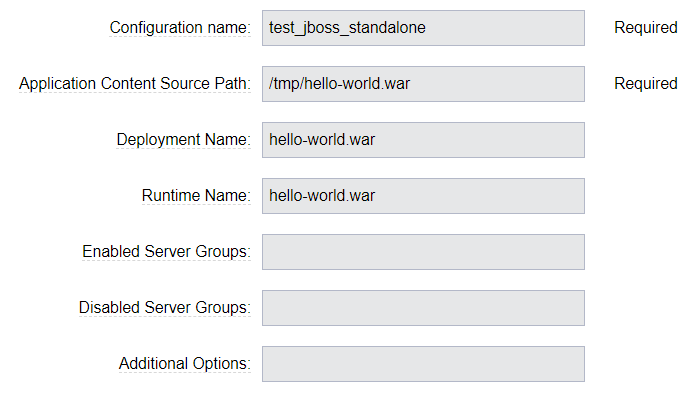 Configuration name: test_jboss_standalone Required
Application Content Source Path: /tmp/hello-world.war Required
Deployment Name: hello-world.war
Runtime Name: hello-world.war
Enabled Server Groups:
Disabled Server Groups:
Additional Options: